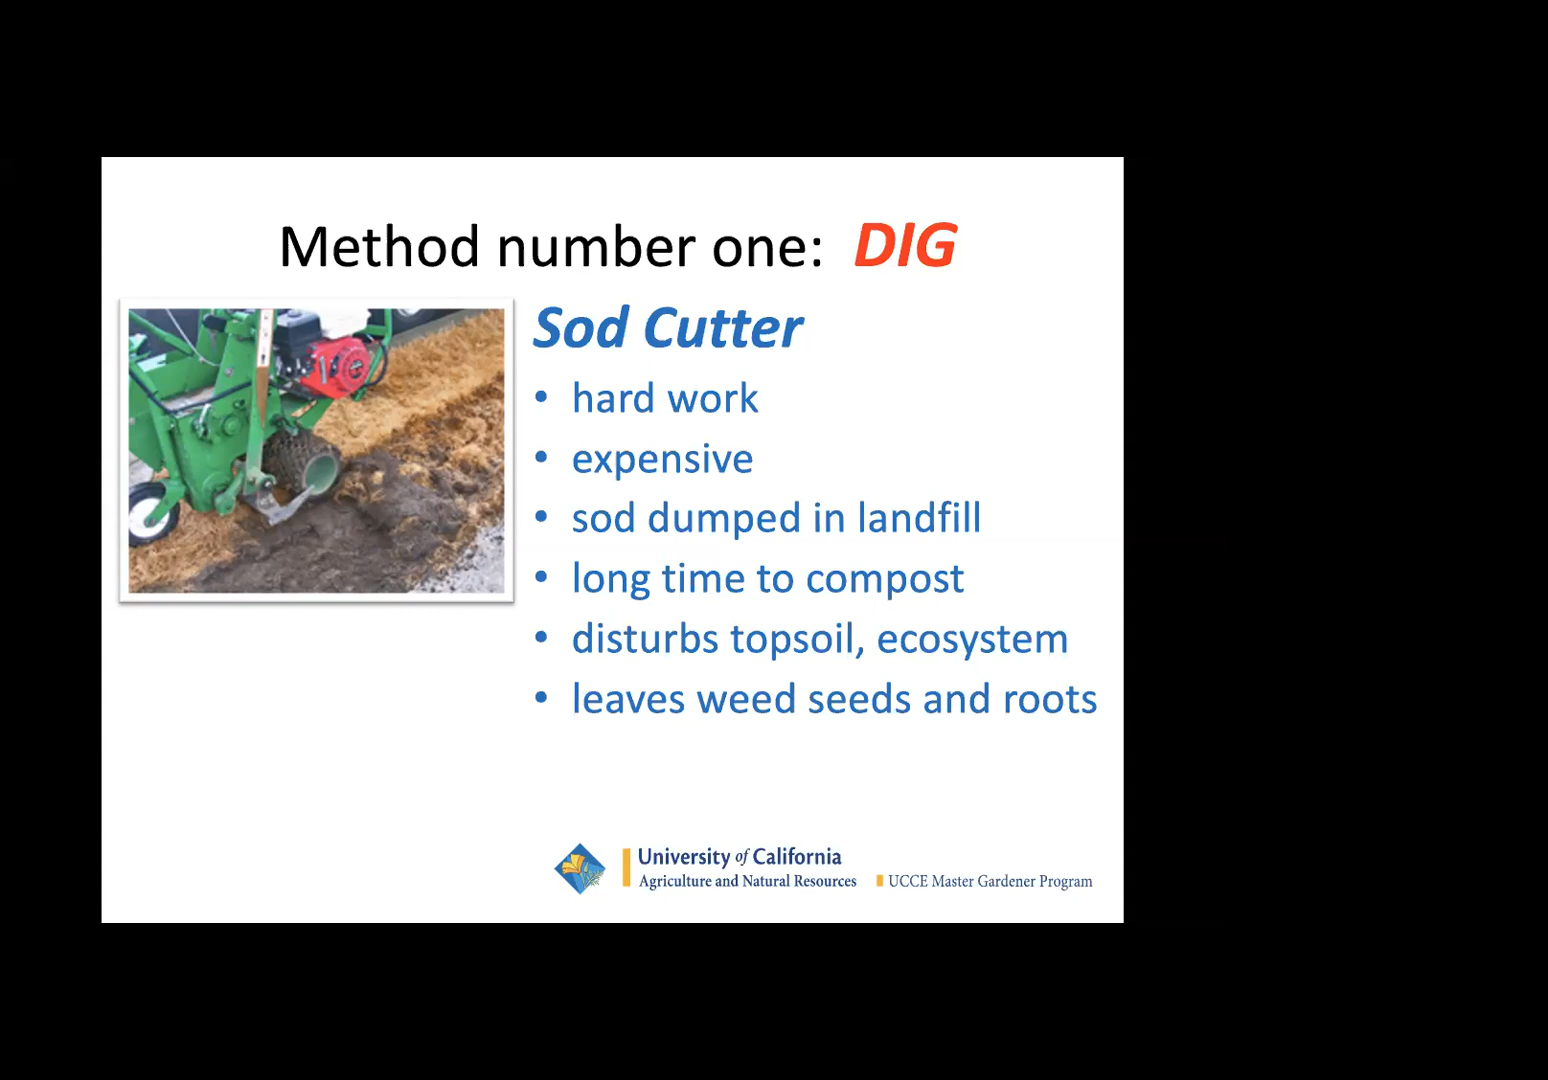 Method number one: DIG
Sod Cutter
• hard work
• expensive
• sod dumped in landfill
• long time to compost
• disturbs topsoil, ecosystem
• leaves weed seeds and roots
University of California
Agriculture and Natural Resources
UCCE Master Gardener Program